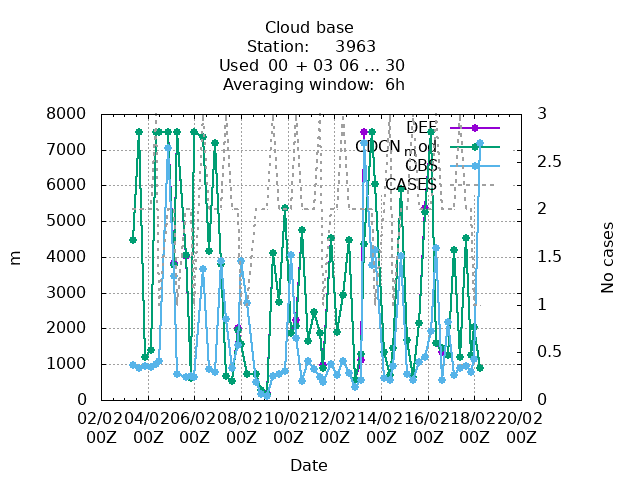 Cloud base
Station: 3963
Used 00 + 03 06 ... 30
Averaging window: 6h
8000
7000
6000
5000
4000
3000
2000
1000
0
m
3
2.5
2
1.5
1
0.5
0
No cases
DEF
CDCN_mod
OBS
CASES
02/02 04/02 06/02 08/02 10/02 12/02 14/02 16/02 18/02 20/02
00Z 00Z 00Z 00Z 00Z 00Z 00Z 00Z 00Z 00Z
Date